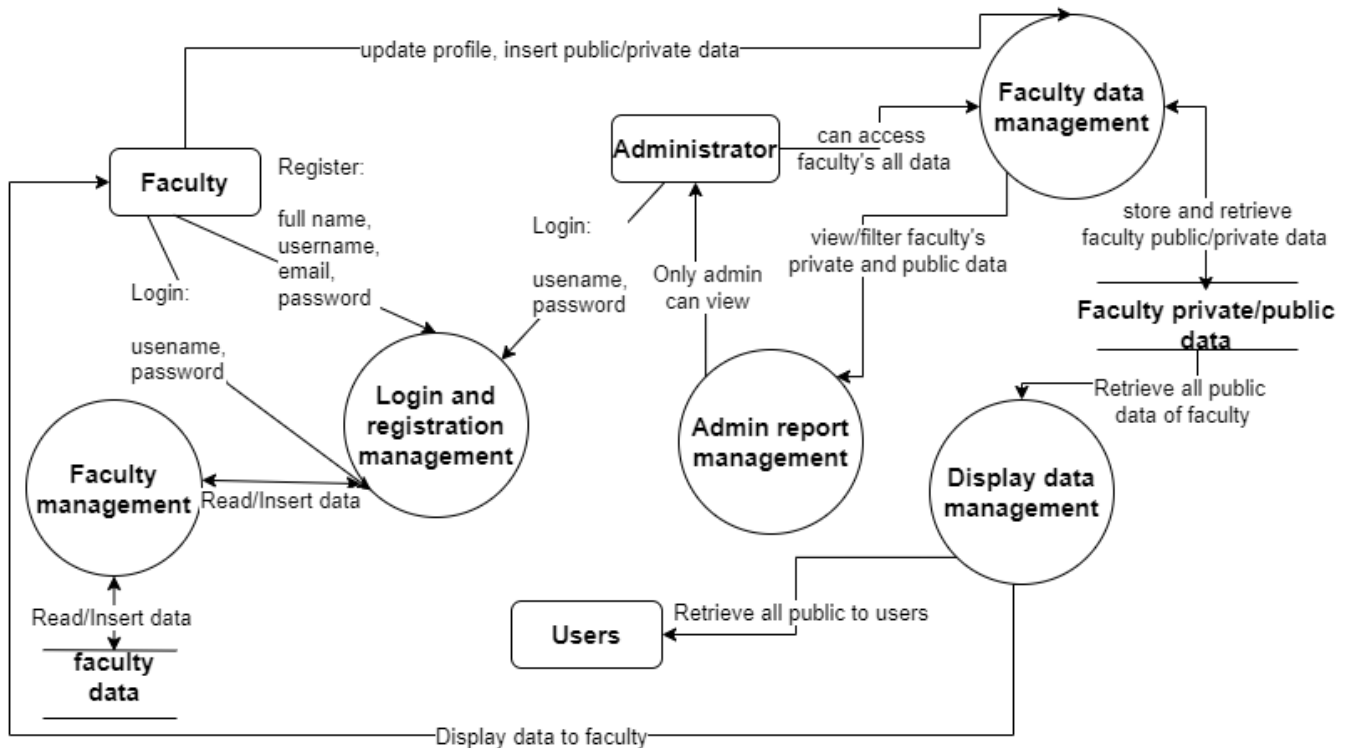 update profile, insert public/private data
Faculty data
management
Administrator
can access
faculty's all data
Faculty
Register:
full name,
username,
email,
password
Login:
usename,
password
Login:
usename,
password
Only admin
can view
view/filter faculty's
private and public data
store and retrieve
faculty public/private data
Faculty private/public
data
Retrieve all public
data of faculty
Login and
registration
management
Admin report
management
Faculty
management
Read/Insert data
Display data
management
Read/Insert data
faculty
data
Users
Retrieve all public to users
Display data to faculty